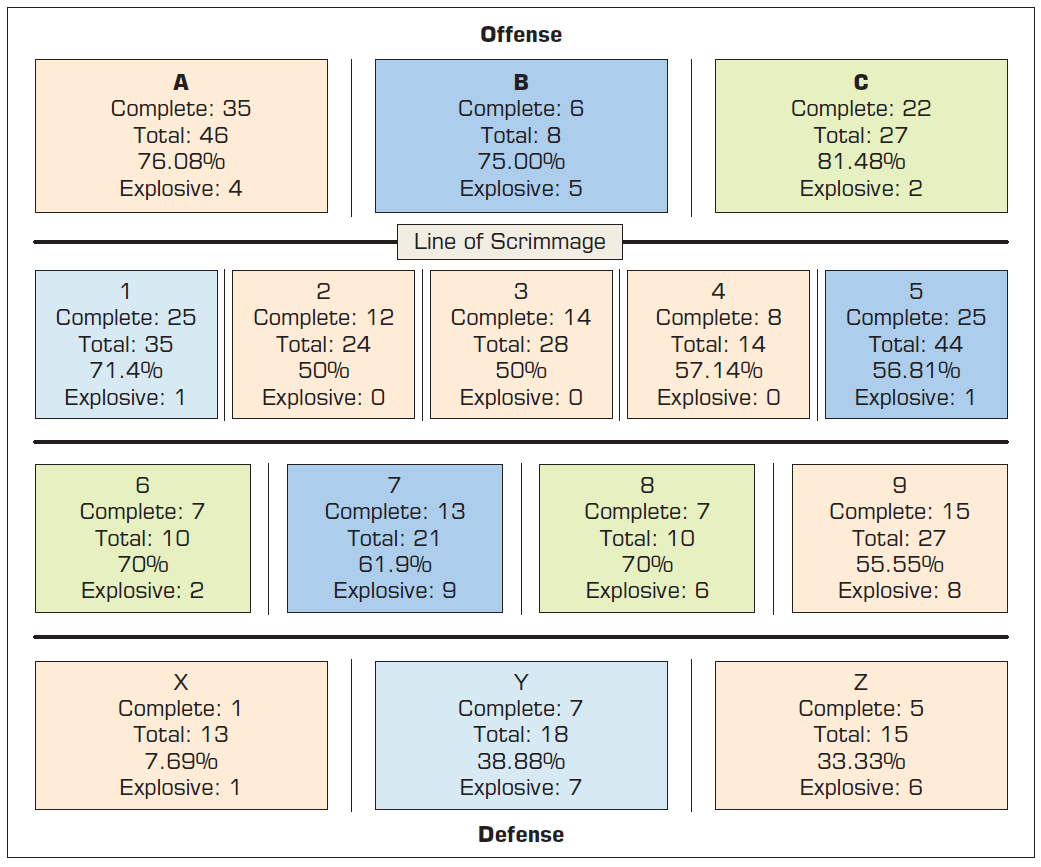 Offense
A
Complete: 35
Total: 46
76.08%
Explosive: 4
B
Complete: 6
Total: 8
75.00%
Explosive: 5
C
Complete: 22
Total: 27
81.48%
Explosive: 2
Line of Scrimmage
1
Complete: 25
Total: 35
71.4%
Explosive: 1
2
Complete: 12
Total: 24
50%
Explosive: 0
3
Complete: 14
Total: 28
50%
Explosive: 0
4
Complete: 8
Total: 14
57.14%
Explosive: 0
5
Complete: 25
Total: 44
56.81%
Explosive: 1
6
Complete: 7
Total: 10
70%
Explosive: 2
7
Complete: 13
Total: 21
61.9%
Explosive: 9
8
Complete: 7
Total: 10
70%
Explosive: 6
9
Complete: 15
Total: 27
55.55%
Explosive: 8
X
Complete: 1
Total: 13
7.69%
Explosive: 1
Y
Complete: 7
Total: 18
38.88%
Explosive: 7
Z
Complete: 5
Total: 15
33.33%
Explosive: 6
Defense